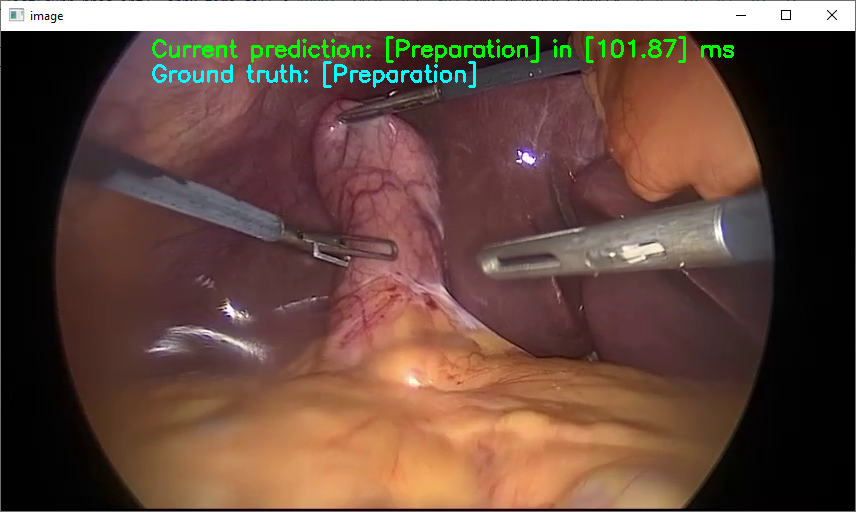 image
Current prediction: [Preparation] in [101.87] ms
Ground truth: [Preparation]